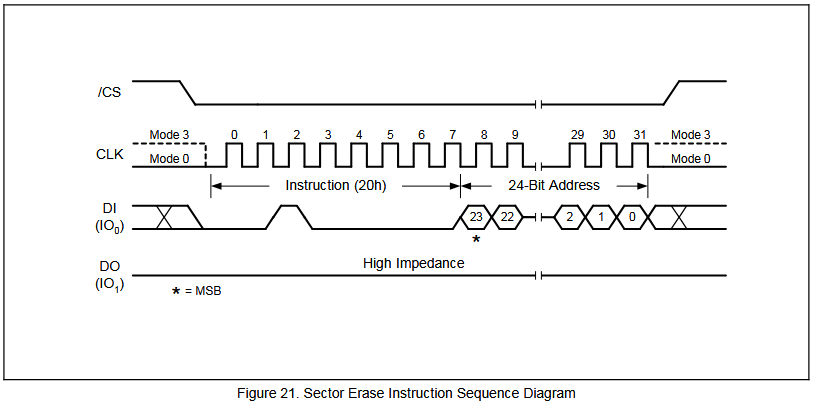 /CS
Mode 3 0 1 2 3 4 5 6 7 8 9 29 30 31 Mode 3
CLK
Mode 0 Mode 0
Instruction (20h) 24-Bit Address
DI
(IO0)
23 22 2 1 0
*
DO
(IO1)
High Impedance
* = MSB
Figure 21. Sector Erase Instruction Sequence Diagram